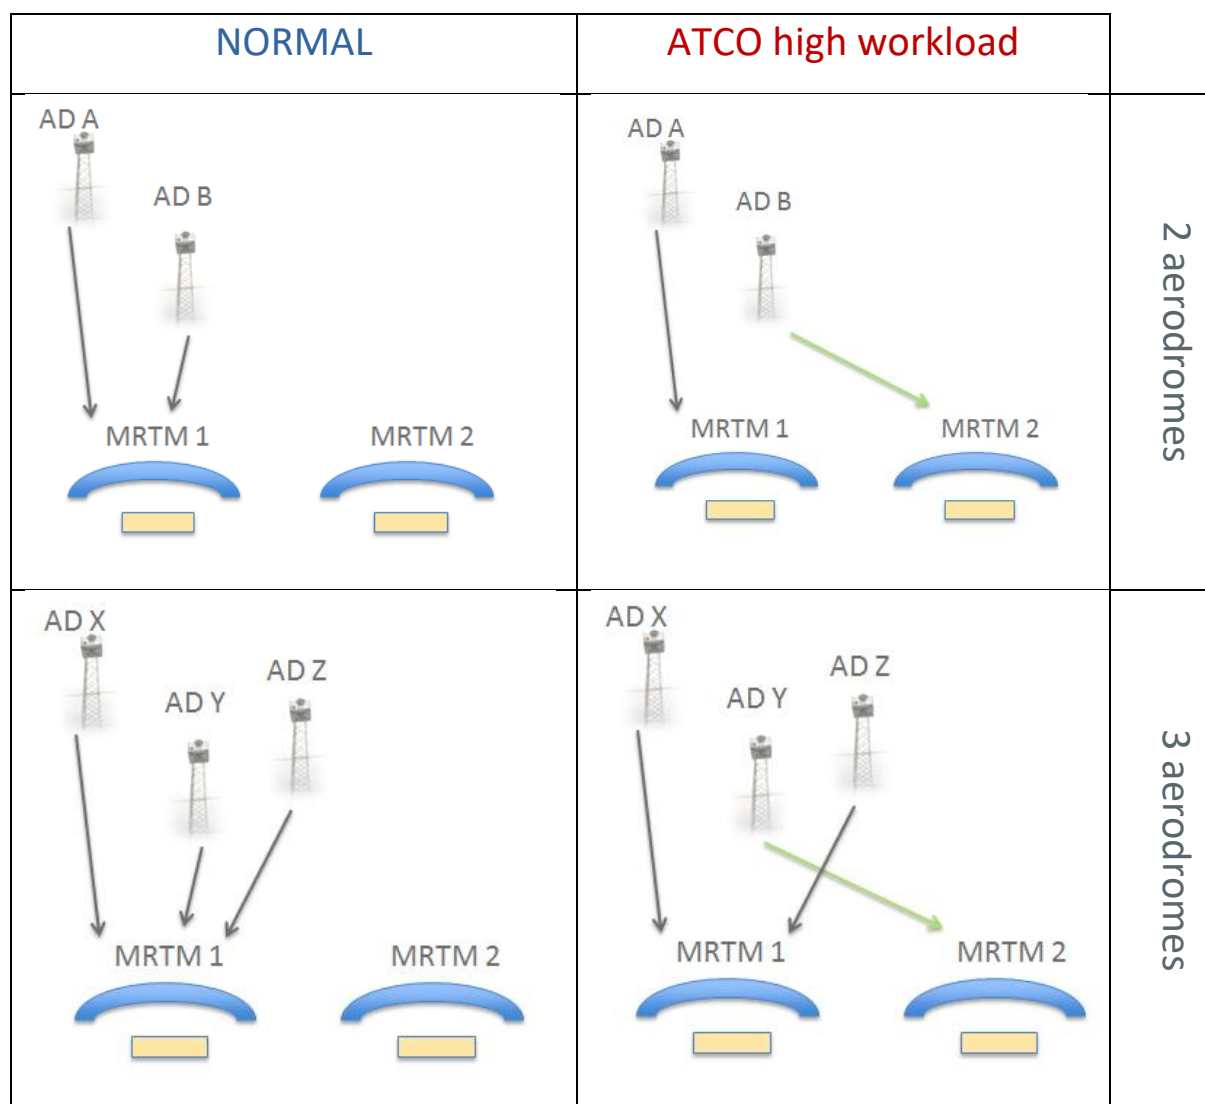 NORMAL
ATCO high workload
AD A
AD B
MRTM 1
MRTM 2
AD A
AD B
MRTM 1
MRTM 2
2 aerodromes
AD X
AD Y
AD Z
MRTM 1
MRTM 2
AD X
AD Y
AD Z
MRTM 1
MRTM 2
3 aerodromes